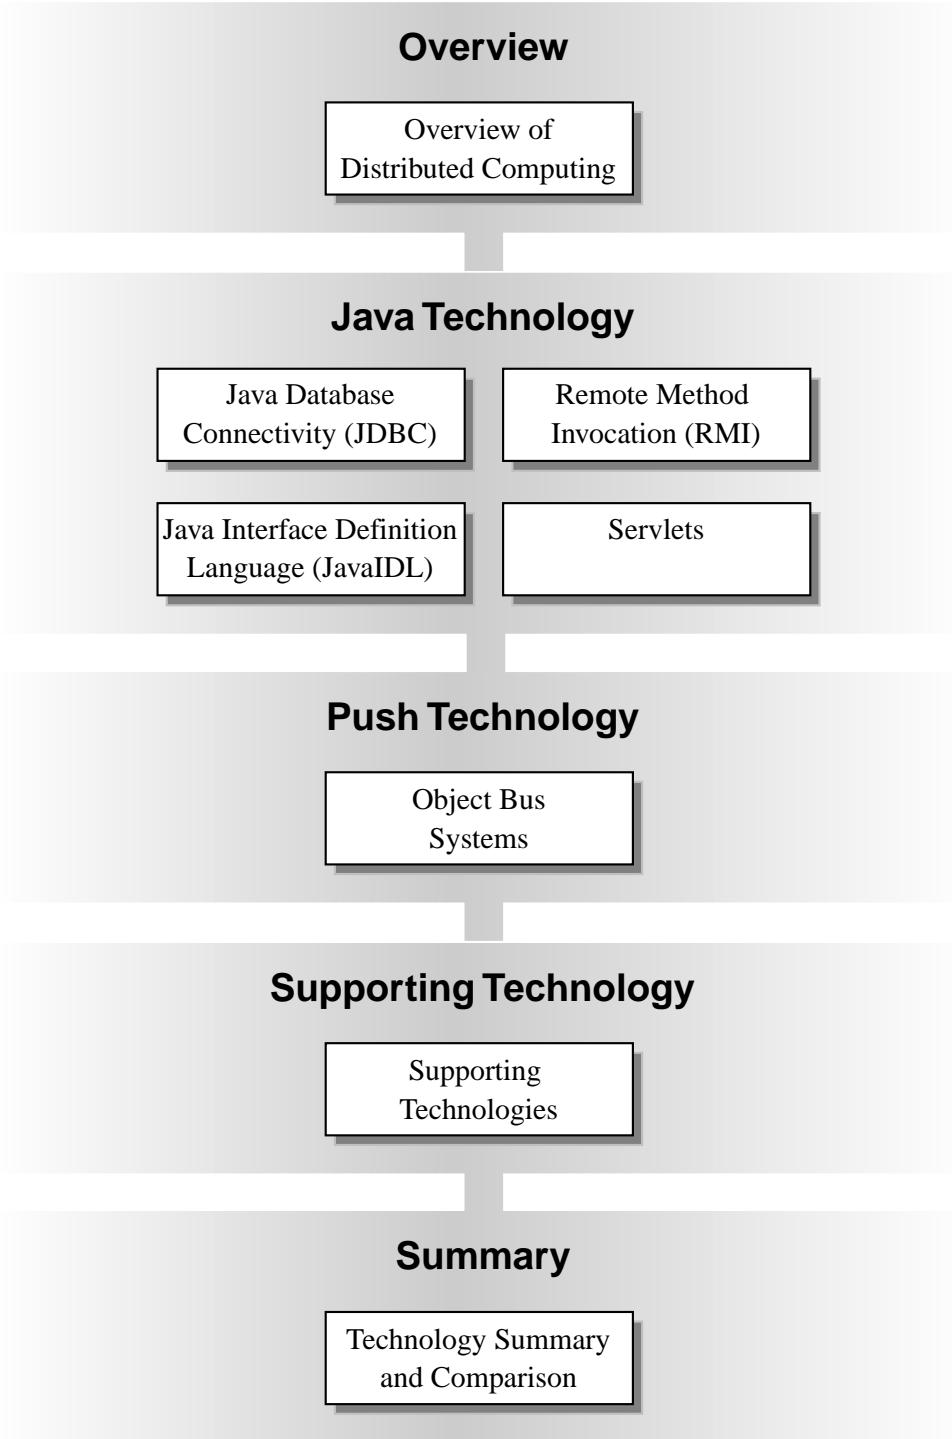 Overview
Overview of
Distributed Computing
Java Technology
Java Database
Connectivity (JDBC)
Remote Method
Invocation (RMI)
Java Interface Definition
Language (JavaIDL)
Servlets
Push Technology
Object Bus
Systems
Supporting Technology
Supporting
Technologies
Summary
Technology Summary
and Comparison